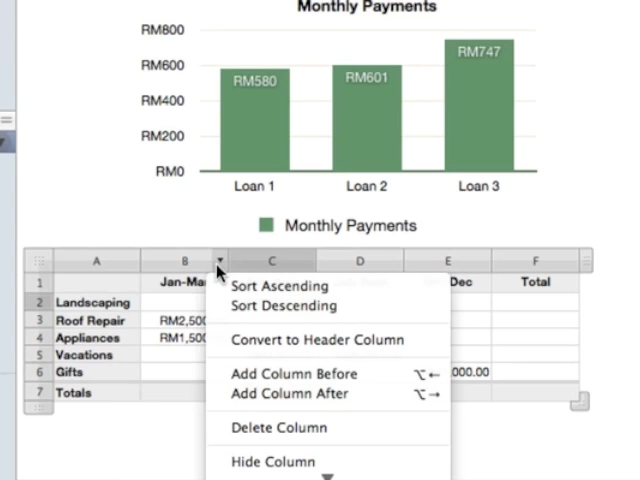 Monthly Payments
RM800
RM600
RM400
RM200
RM0
RM580
RM601
RM747
Loan 1
Loan 2
Loan 3
Monthly Payments
A B C D E F
1 Jan-Mar Dec Total
2 Landscaping
3 Roof Repair RM2,500
4 Appliances RM1,500
5 Vacations
6 Gifts 000.00
7 Totals
Sort Ascending
Sort Descending
Convert to Header Column
Add Column Before ⌥←
Add Column After ⌥→
Delete Column
Hide Column